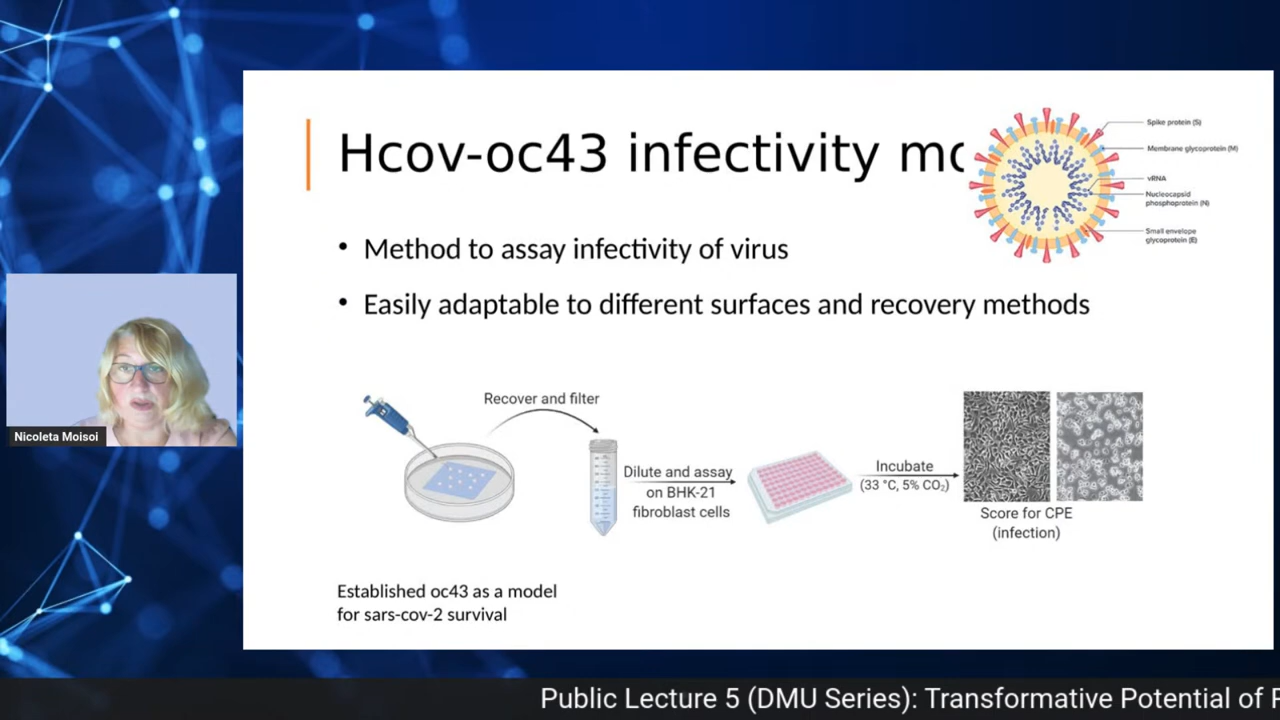 Hcov-oc43 infectivity mo
Spike protein (S)
Membrane glycoprotein (M)
vRNA
Nucleocapsid
phosphoprotein (N)
Small envelope
glycoprotein (E)
• Method to assay infectivity of virus
• Easily adaptable to different surfaces and recovery methods
Recover and filter
Dilute and assay
on BHK-21
fibroblast cells
Incubate
(33 °C, 5% CO₂)
Score for CPE
(infection)
Nicoleta Moisoi
Established oc43 as a model
for sars-cov-2 survival
Public Lecture 5 (DMU Series): Transformative Potential of